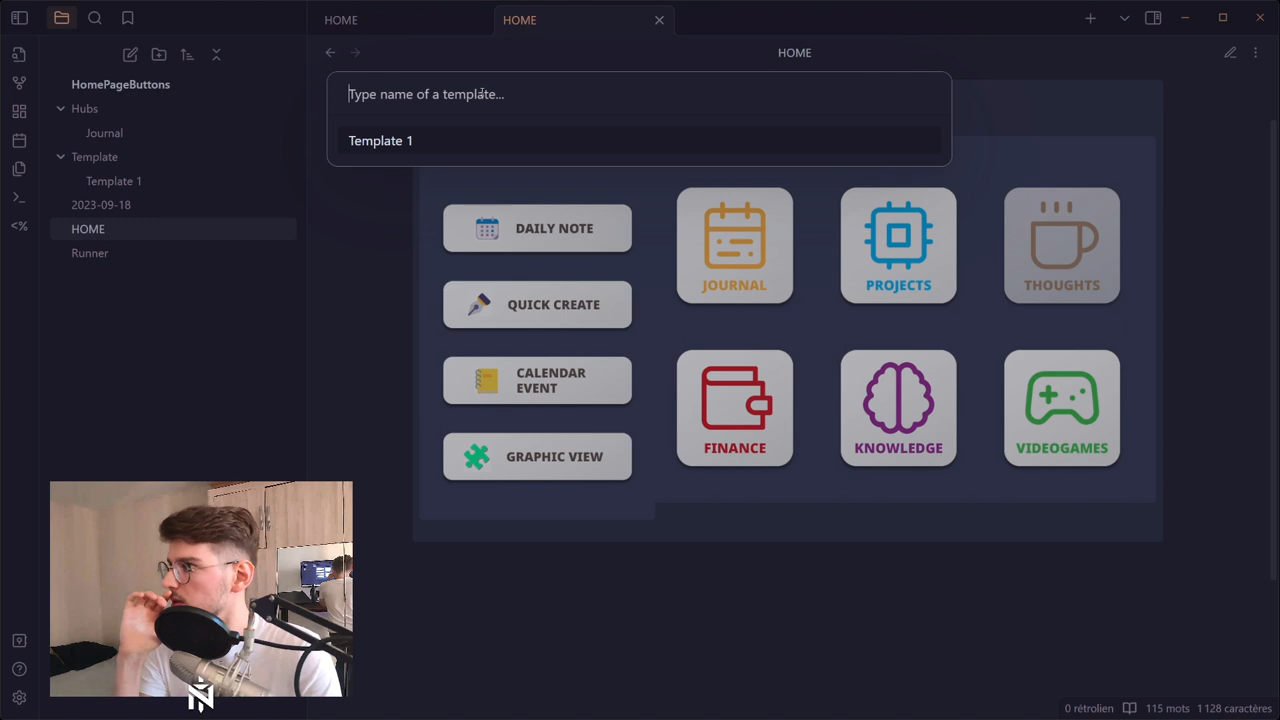 HOME
HOME
HOME
HomePageButtons
Hubs
Journal
Template
Template 1
2023-09-18
HOME
Runner
<%
Type name of a template...
Template 1
DAILY NOTE
QUICK CREATE
CALENDAR
EVENT
GRAPHIC VIEW
JOURNAL
PROJECTS
THOUGHTS
FINANCE
KNOWLEDGE
VIDEOGAMES
0 rétrolien
115 mots
1 128 caractères